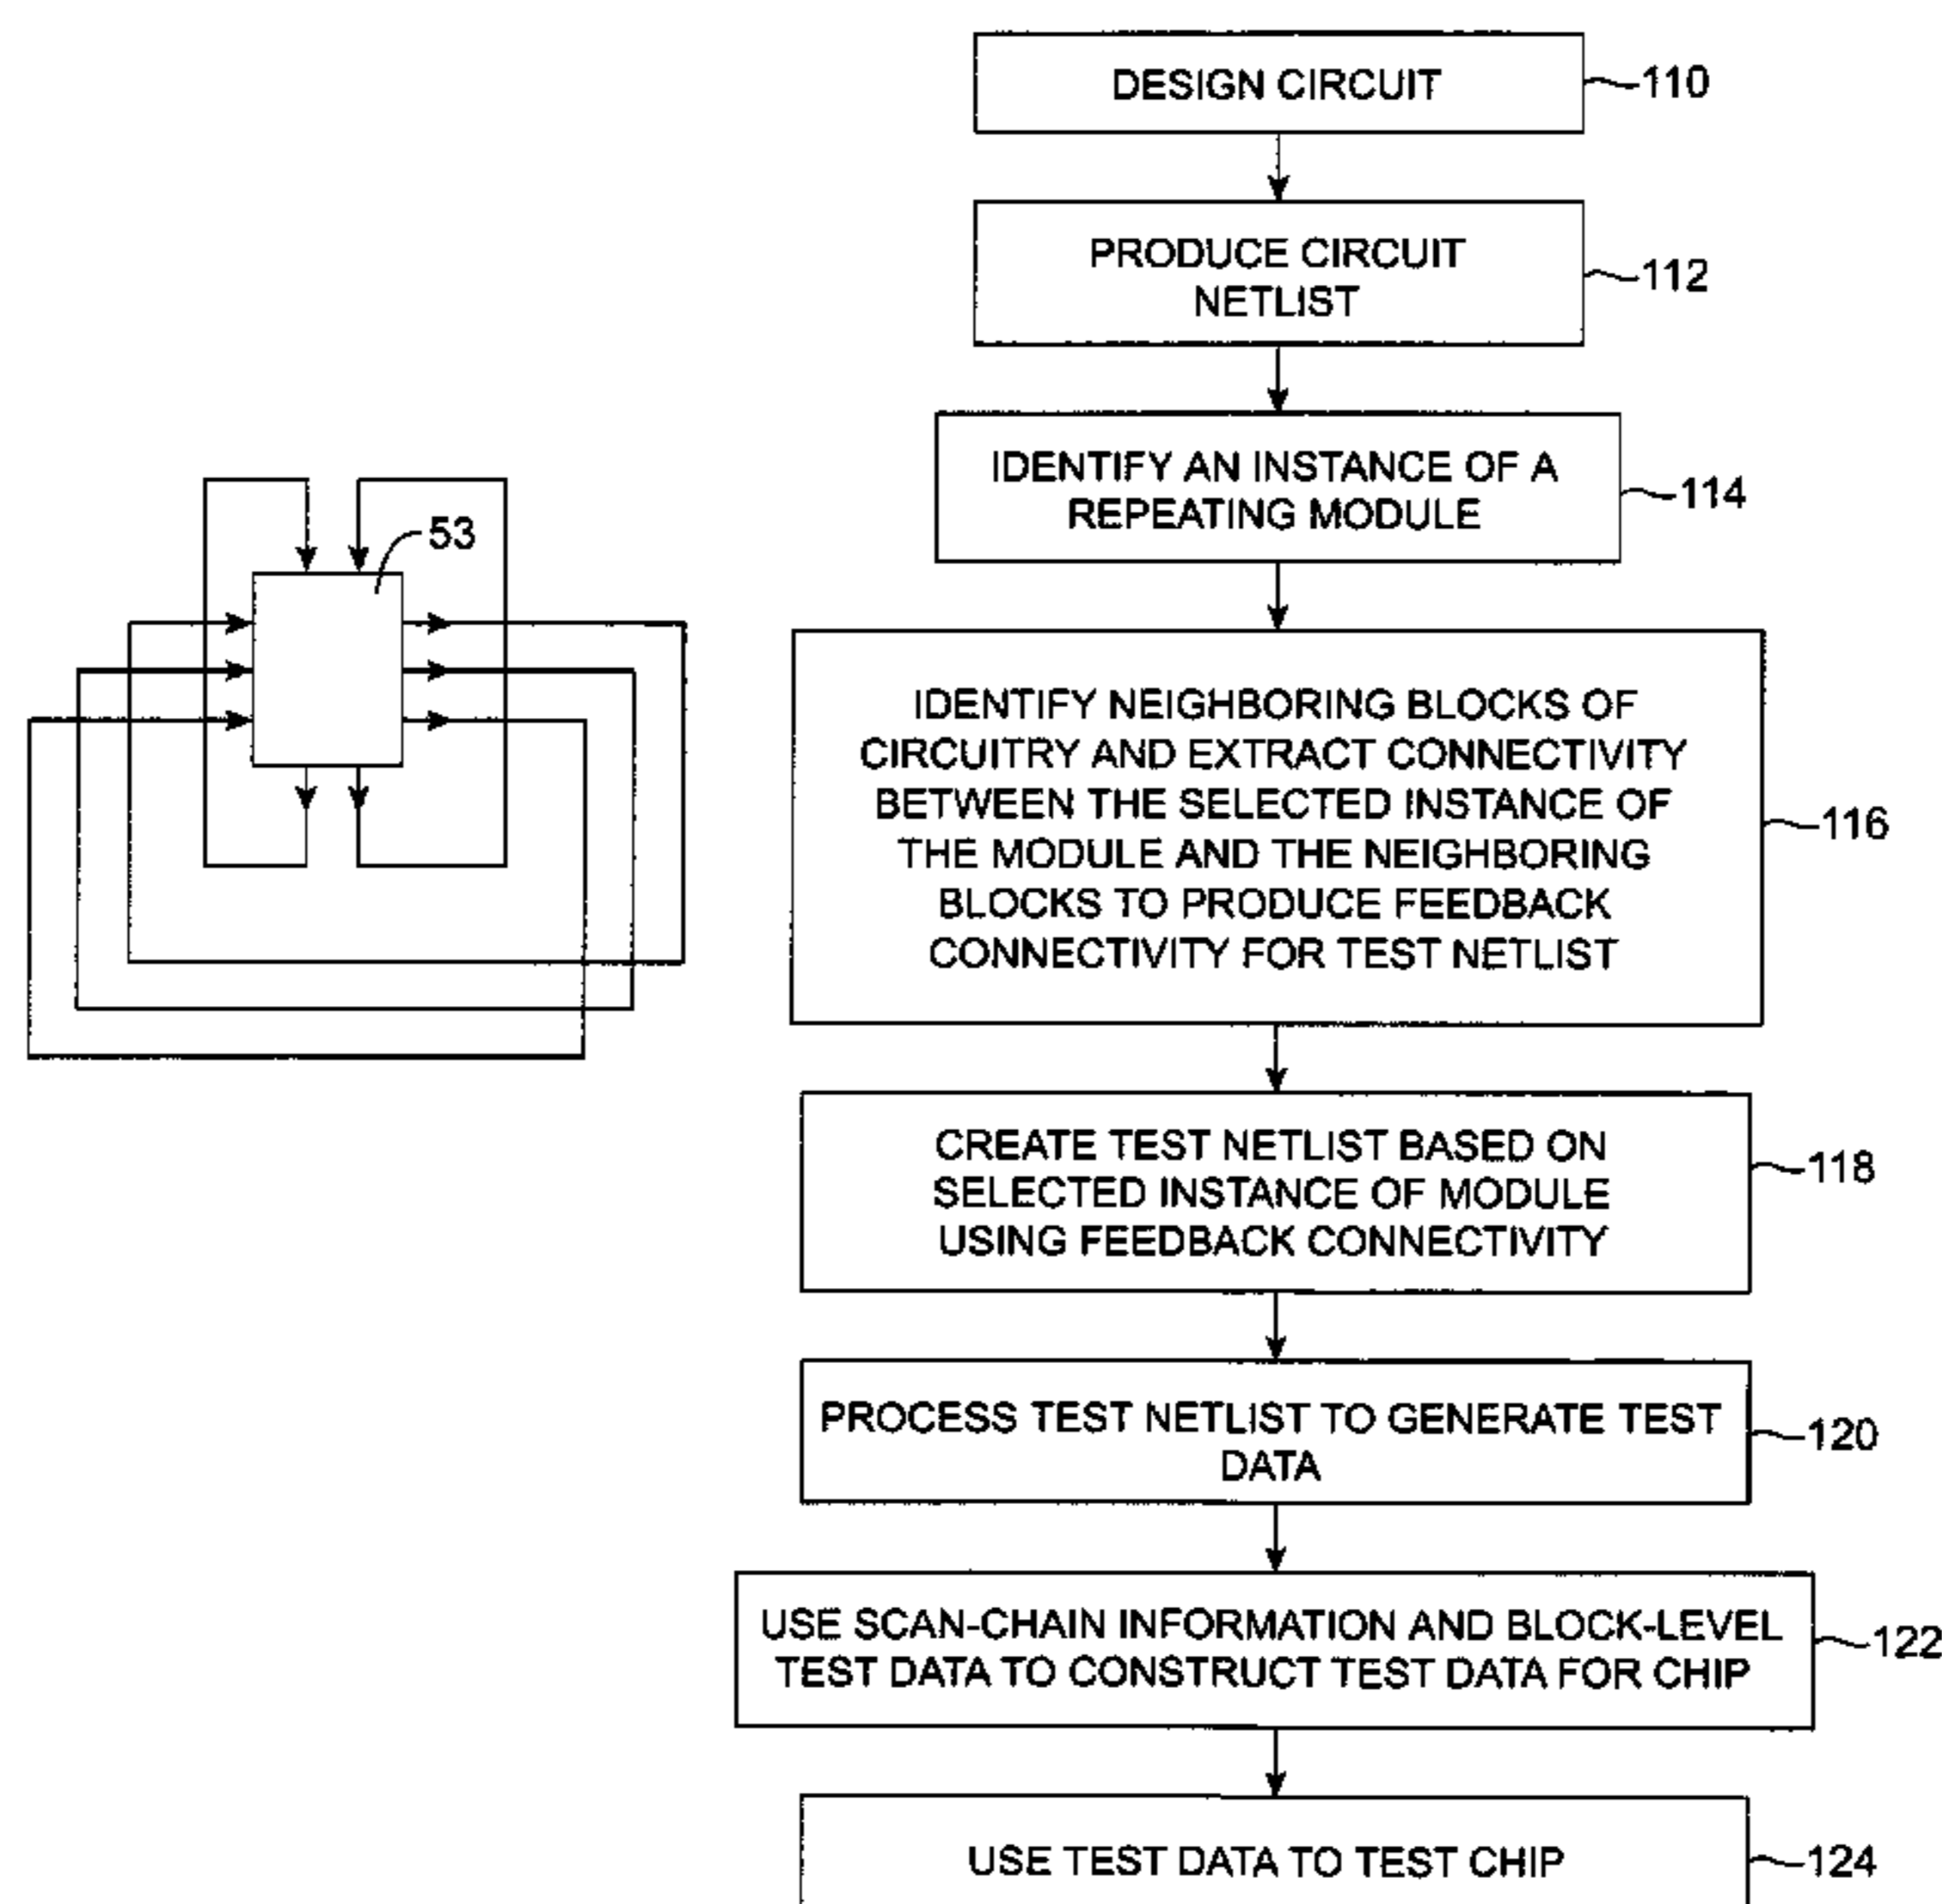 DESIGN CIRCUIT
110
PRODUCE CIRCUIT
NETLIST
112
IDENTIFY AN INSTANCE OF A
REPEATING MODULE
114
53
IDENTIFY NEIGHBORING BLOCKS OF
CIRCUITRY AND EXTRACT CONNECTIVITY
BETWEEN THE SELECTED INSTANCE OF
THE MODULE AND THE NEIGHBORING
BLOCKS TO PRODUCE FEEDBACK
CONNECTIVITY FOR TEST NETLIST
116
CREATE TEST NETLIST BASED ON
SELECTED INSTANCE OF MODULE
USING FEEDBACK CONNECTIVITY
118
PROCESS TEST NETLIST TO GENERATE TEST
DATA
120
USE SCAN-CHAIN INFORMATION AND BLOCK-LEVEL
TEST DATA TO CONSTRUCT TEST DATA FOR CHIP
122
USE TEST DATA TO TEST CHIP
124